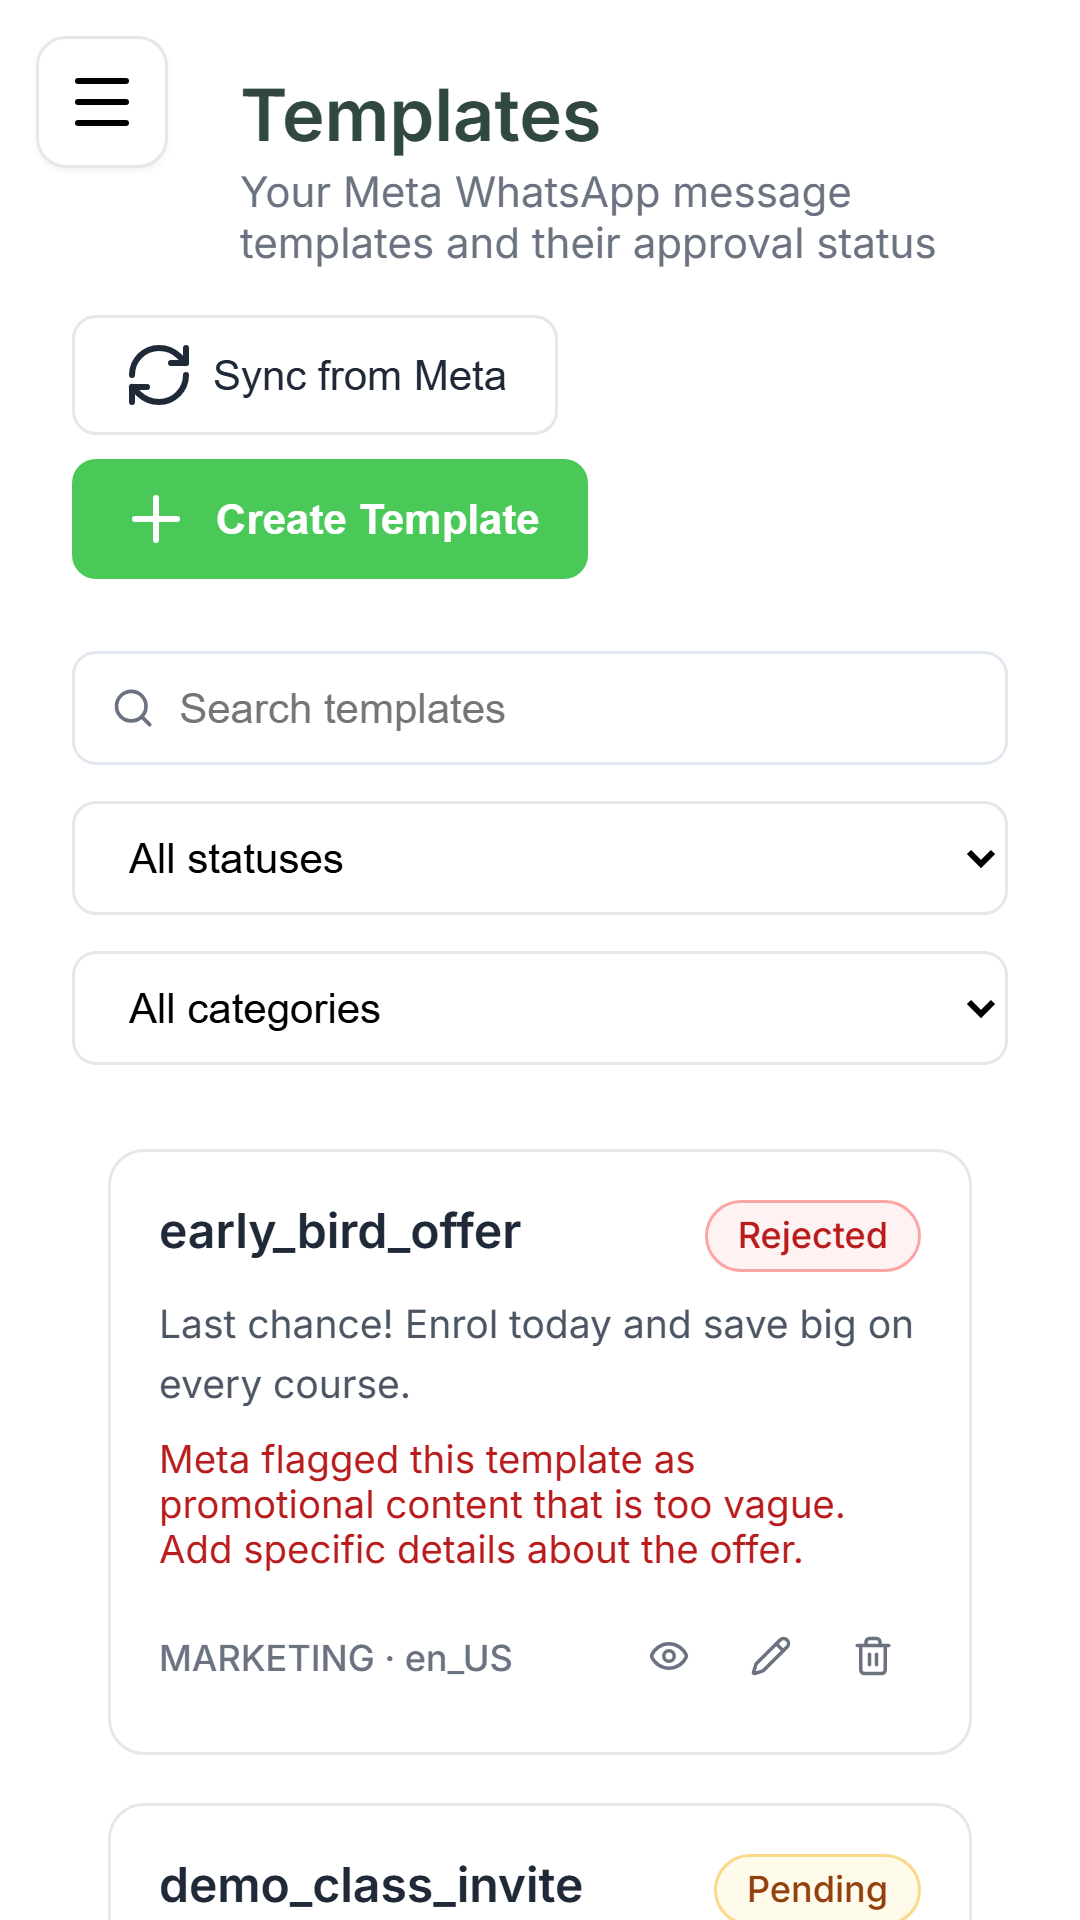 Templates
Your Meta WhatsApp message
templates and their approval status
Sync from Meta
Create Template
Search templates
All statuses
All categories
early_bird_offer
Rejected
Last chance! Enrol today and save big on
every course.
Meta flagged this template as
promotional content that is too vague.
Add specific details about the offer.
MARKETING · en_US
demo_class_invite
Pending